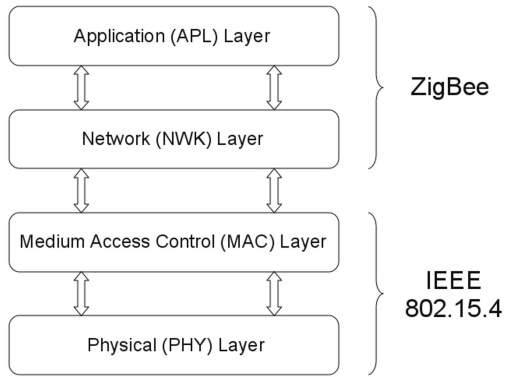 Application (APL) Layer
ZigBee
Network (NWK) Layer
Medium Access Control (MAC) Layer
IEEE
802.15.4
Physical (PHY) Layer